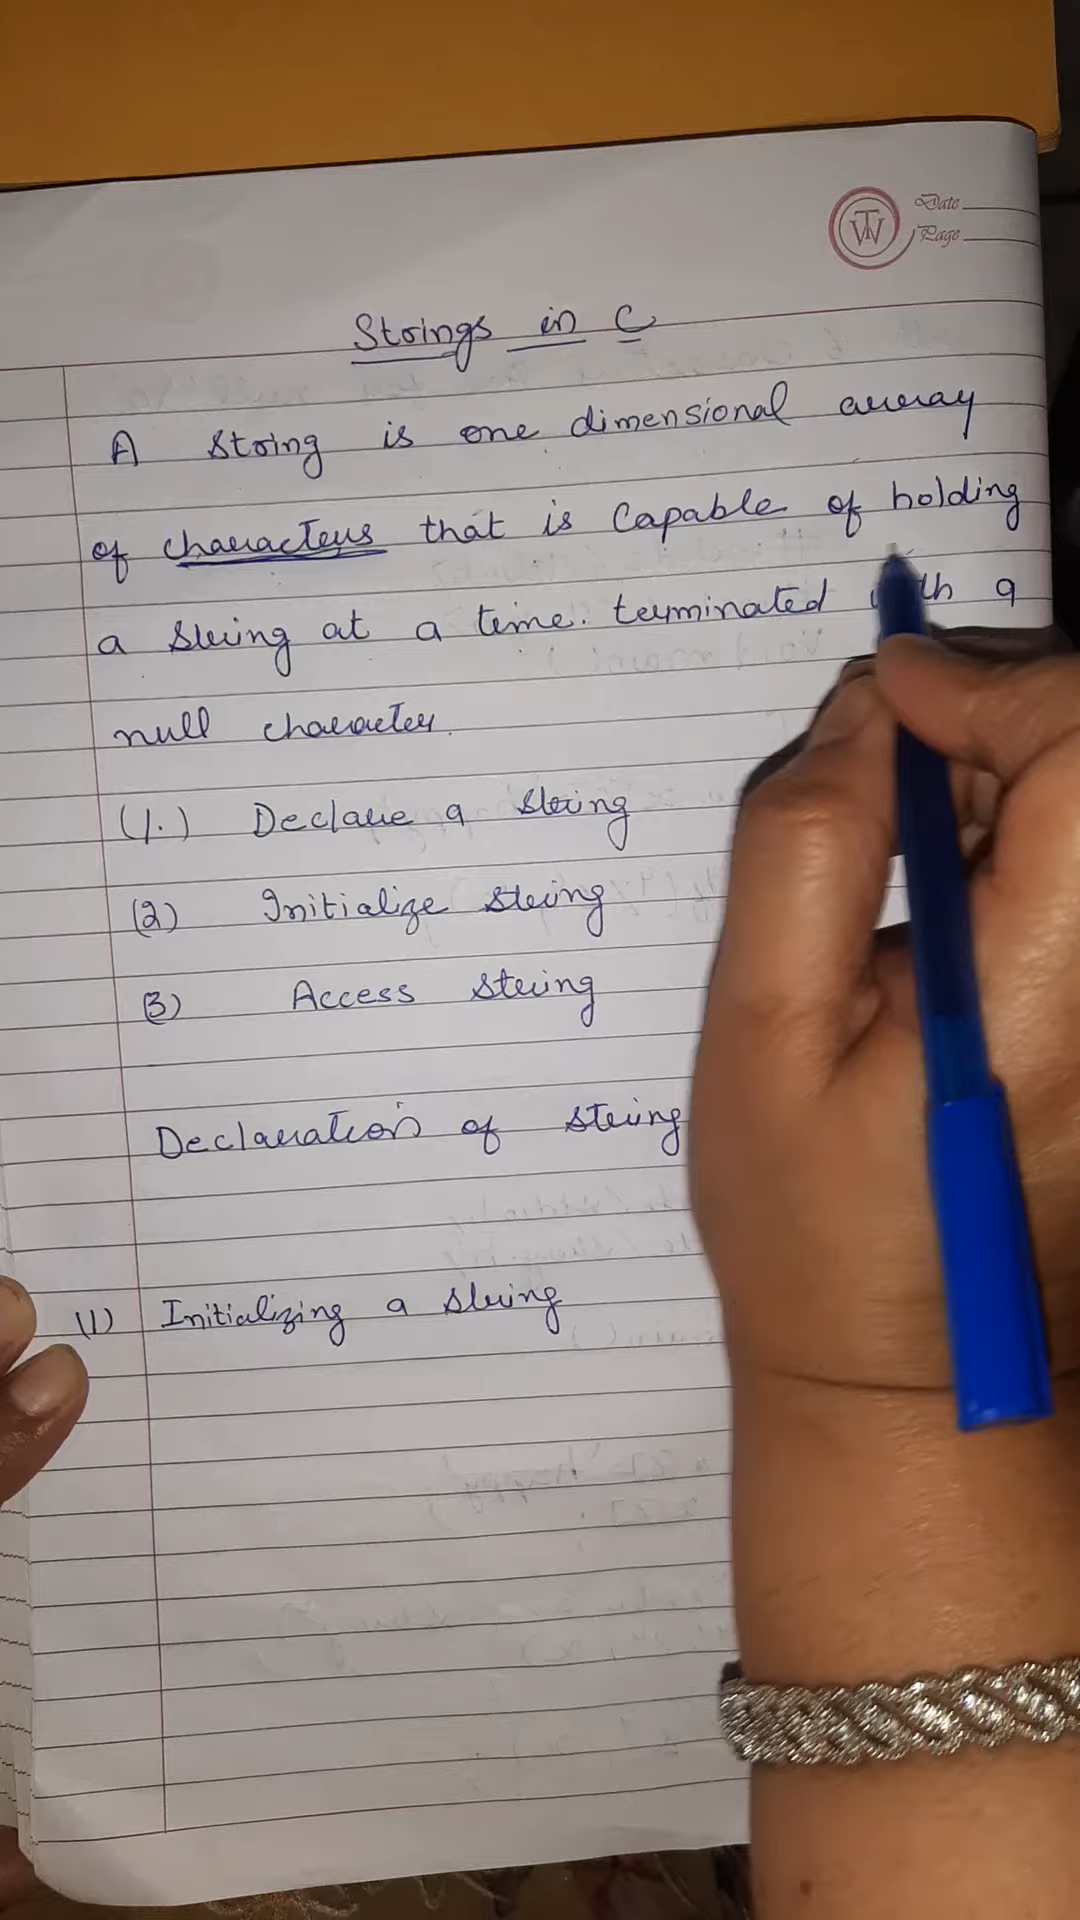 Date
Page
Strings in C
A string is one dimensional array
of characters that is capable of holding
a string at a time. terminated with a
null character.
(1.) Declare a string
(2) Initialize string
(3) Access string
Declaration of string
(1) Initializing a string